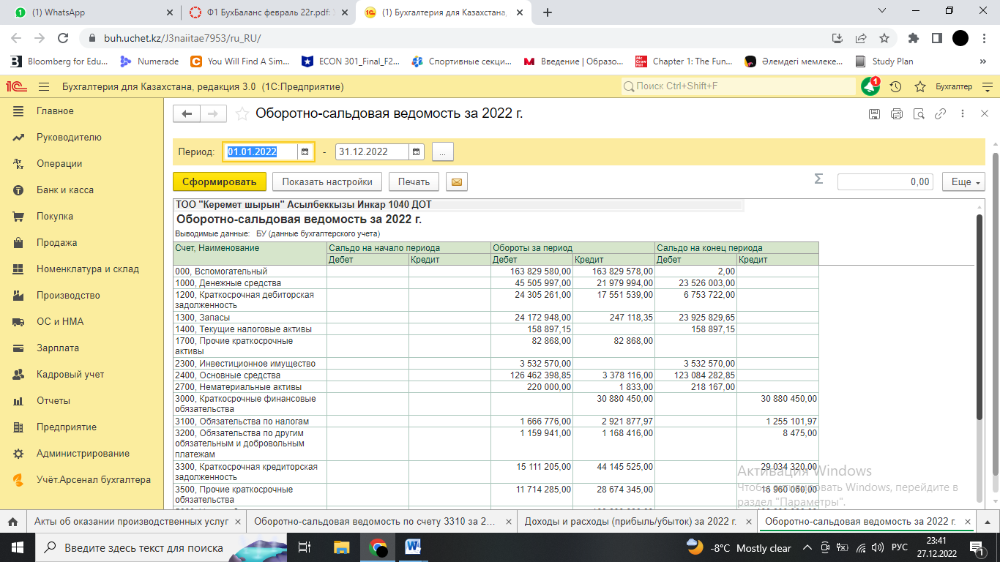 (1) WhatsApp
Ф1 БухБаланс февраль 22г.pdf:
(1) Бухгалтерия для Казахстана,
buh.uchet.kz/J3naiitae7953/ru_RU/
Bloomberg for Edu... Numerade You Will Find A Sim... ECON 301_Final_F2... Спортивные секци... Введение | Образо... Chapter 1: The Fun... Әлемдегі мемлеке... Study Plan »
1С Бухгалтерия для Казахстана, редакция 3.0 (1С:Предприятие)
Поиск Ctrl+Shift+F
1
Бухгалтер
Главное
Руководителю
Операции
Банк и касса
Покупка
Продажа
Номенклатура и склад
Производство
ОС и НМА
Зарплата
Кадровый учет
Отчеты
Предприятие
Администрирование
Учёт.Арсенал бухгалтера
Оборотно-сальдовая ведомость за 2022 г.
Период: 01.01.2022 - 31.12.2022 ...
Сформировать Показать настройки Печать Σ 0,00 Еще
ТОО "Керемет шырын" Асылбеккызы Инкар 1040 ДОТ
Оборотно-сальдовая ведомость за 2022 г.
Выводимые данные: БУ (данные бухгалтерского учета)
Счет, Наименование Сальдо на начало периода Обороты за период Сальдо на конец периода
Дебет Кредит Дебет Кредит Дебет Кредит
000, Вспомогательный 163 829 580,00 163 829 578,00 2,00
1000, Денежные средства 45 505 997,00 21 979 994,00 23 526 003,00
1200, Краткосрочная дебиторская 24 305 261,00 17 551 539,00 6 753 722,00
задолженность
1300, Запасы 24 172 948,00 247 118,35 23 925 829,65
1400, Текущие налоговые активы 158 897,15 158 897,15
1700, Прочие краткосрочные 82 868,00 82 868,00
активы
2300, Инвестиционное имущество 3 532 570,00 3 532 570,00
2400, Основные средства 126 462 398,85 3 378 116,00 123 084 282,85
2700, Нематериальные активы 220 000,00 1 833,00 218 167,00
3000, Краткосрочные финансовые 30 880 450,00 30 880 450,00
обязательства
3100, Обязательства по налогам 1 666 776,00 2 921 877,97 1 255 101,97
3200, Обязательства по другим 1 159 941,00 1 168 416,00 8 475,00
обязательным и добровольным
платежам
3300, Краткосрочная кредиторская 15 111 205,00 44 145 525,00 29 034 320,00
задолженность
3500, Прочие краткосрочные 11 714 285,00 28 674 345,00 16 960 060,00
обязательства
Активация Windows
Чтобы активировать Windows, перейдите в
раздел "Параметры".
Акты об оказании производственных услуг Оборотно-сальдовая ведомость по счету 3310 за 2... Доходы и расходы (прибыль/убыток) за 2022 г. Оборотно-сальдовая ведомость за 2022 г.
Введите здесь текст для поиска
-8°C Mostly clear
РУС
23:41
27.12.2022
1